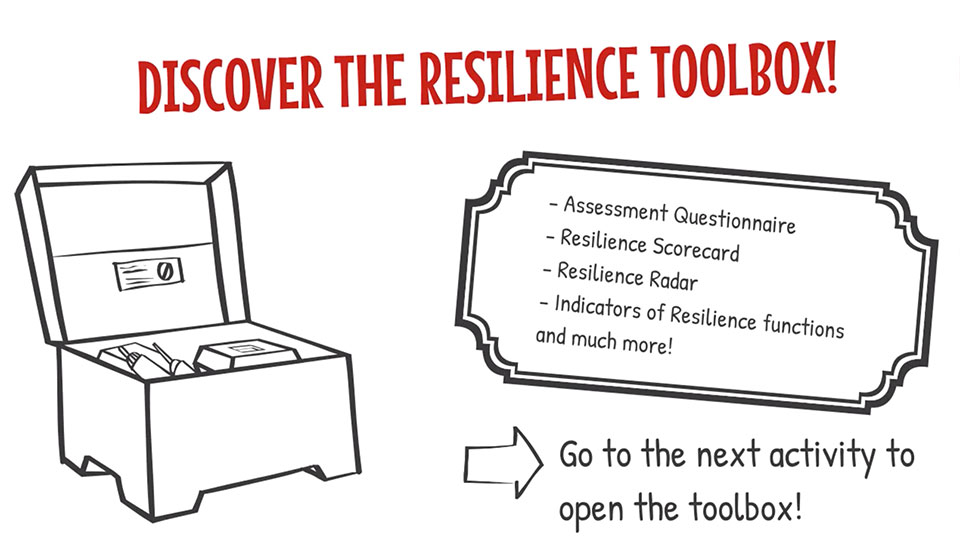 DISCOVER THE RESILIENCE TOOLBOX!
- Assessment Questionnaire
- Resilience Scorecard
- Resilience Radar
- Indicators of Resilience functions
and much more!
Go to the next activity to
open the toolbox!